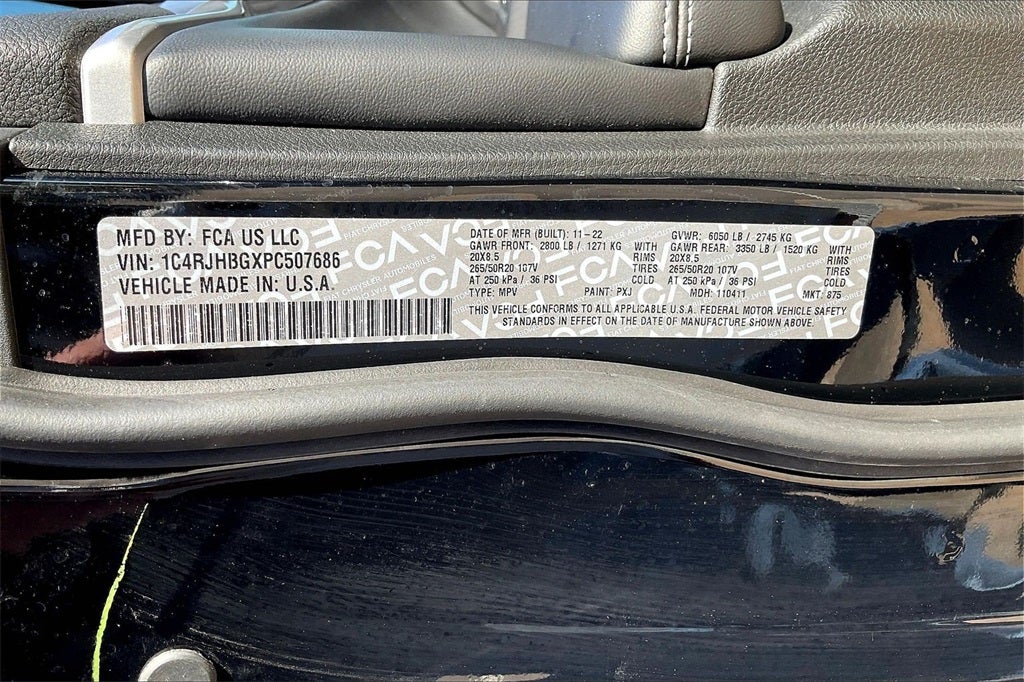 MFD BY: FCA US LLC
VIN: 1C4RJHBGXPC507686
VEHICLE MADE IN: U.S.A.
DATE OF MFR (BUILT): 11-22 GVWR: 6050 LB / 2745 KG
GAWR FRONT: 2800 LB / 1271 KG WITH GAWR REAR: 3350 LB / 1520 KG WITH
20X8.5 RIMS 20X8.5 RIMS
265/50R20 107V TIRES 265/50R20 107V TIRES
AT 250 kPa / 36 PSI COLD AT 250 kPa / 36 PSI COLD
TYPE: MPV PAINT: PXJ MDH: 110411 MKT: 875
THIS VEHICLE CONFORMS TO ALL APPLICABLE U.S.A. FEDERAL MOTOR VEHICLE SAFETY
STANDARDS IN EFFECT ON THE DATE OF MANUFACTURE SHOWN ABOVE.